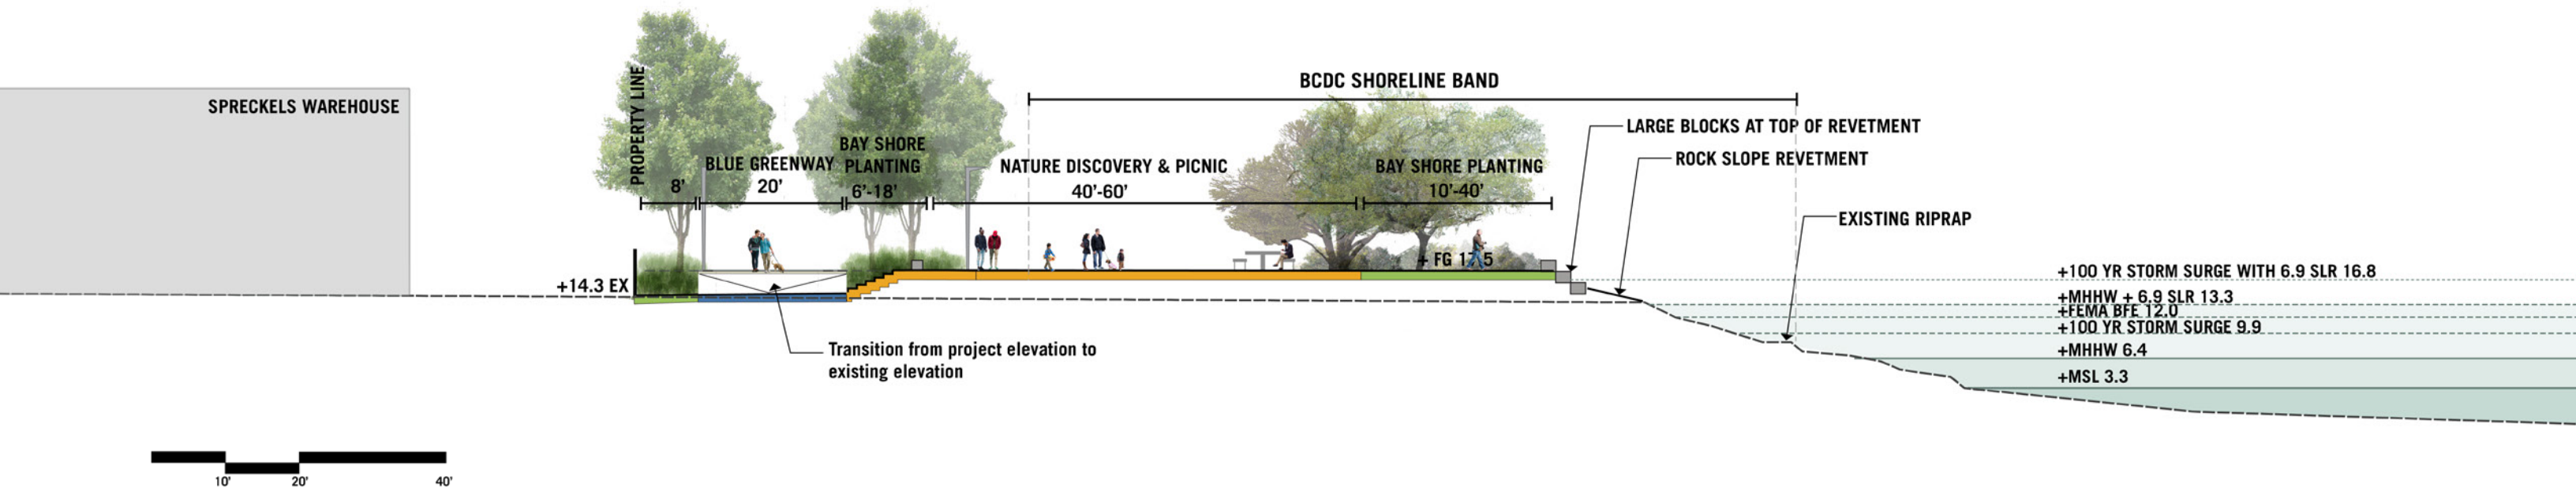 BCDC SHORELINE BAND
SPRECKELS WAREHOUSE
PROPERTY LINE
LARGE BLOCKS AT TOP OF REVETMENT
ROCK SLOPE REVETMENT
8'
BLUE GREENWAY
20'
BAY SHORE
PLANTING
6'-18'
NATURE DISCOVERY & PICNIC
40'-60'
BAY SHORE PLANTING
10'-40'
EXISTING RIPRAP
+14.3 EX
+ FG 17.5
+100 YR STORM SURGE WITH 6.9 SLR 16.8
+MHHW + 6.9 SLR 13.3
+FEMA BFE 12.0
+100 YR STORM SURGE 9.9
+MHHW 6.4
+MSL 3.3
Transition from project elevation to
existing elevation
10'
20'
40'